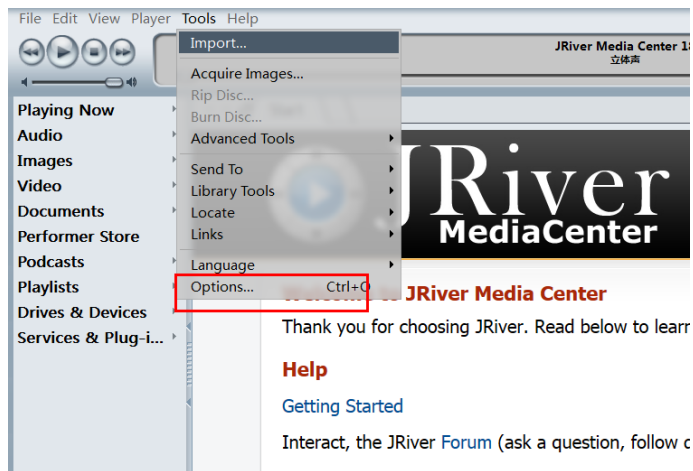 File Edit View Player Tools Help
JRiver Media Center 18
立体声
Import...
Acquire Images...
Rip Disc...
Burn Disc...
Advanced Tools
Send To
Library Tools
Locate
Links
Language
Options... Ctrl+O
Playing Now
Audio
Images
Video
Documents
Performer Store
Podcasts
Playlists
Drives & Devices
Services & Plug-i...
JRiver
MediaCenter
to JRiver Media Center
Thank you for choosing JRiver. Read below to learn
Help
Getting Started
Interact, the JRiver Forum (ask a question, follow